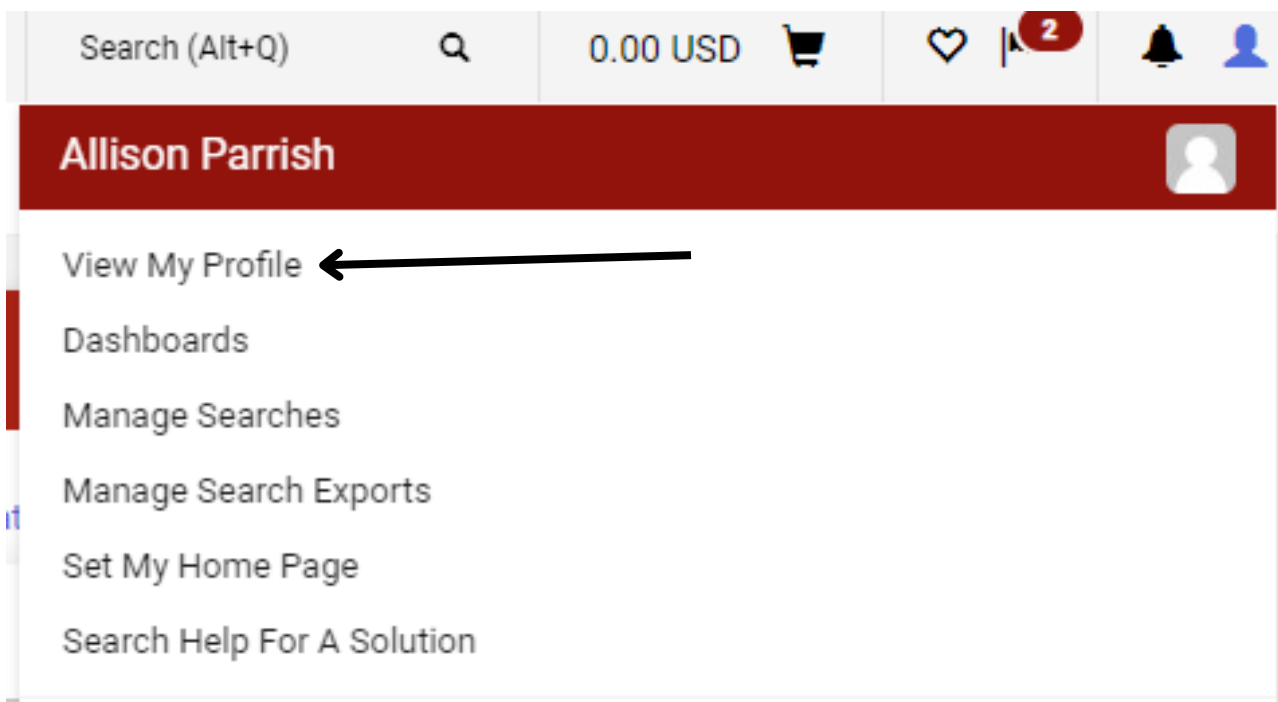 Search (Alt+Q) 0.00 USD 2
Allison Parrish
View My Profile
Dashboards
Manage Searches
Manage Search Exports
Set My Home Page
Search Help For A Solution